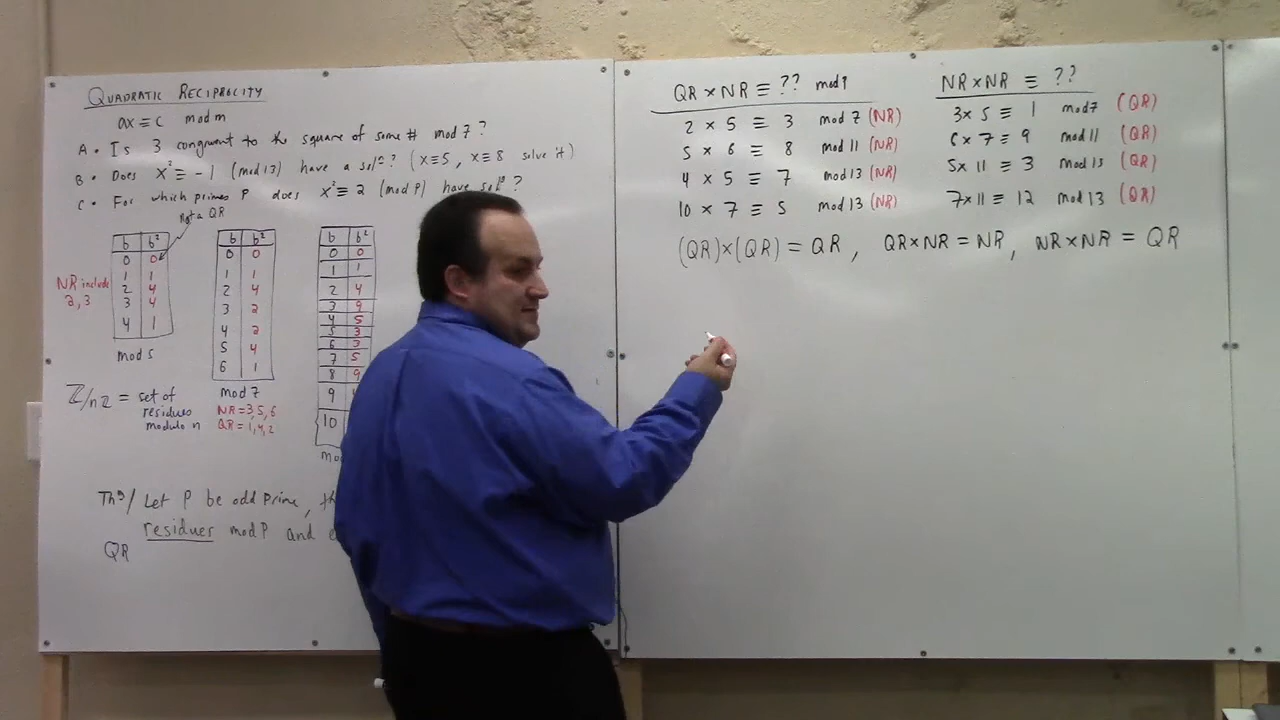 QUADRATIC RECIPROCITY
ax ≡ c mod m
A • Is 3 congruent to the square of some # mod 7?
B • Does x² ≡ -1 (mod 13) have a solⁿ? (x≡5, x≡8 solve it)
C • For which primes P does x² ≡ 2 (mod P) have solⁿ?
not a QR
b b²
0 0
1 1
2 4
3 4
4 1
mod 5
NR include
2, 3
b b²
0 0
1 1
2 4
3 2
4 2
5 4
6 1
mod 7
NR = 3,5,6
QR = 1,4,2
b b²
0 0
1 1
2 4
3 9
4 5
5 3
6 3
7 5
8 9
9
10
ℤ/nℤ = set of
residues
modulo n
Thᵐ/ Let P be odd prime,
residues mod P and
QR
QR × NR ≡ ?? mod P
2 × 5 ≡ 3 mod 7 (NR)
5 × 6 ≡ 8 mod 11 (NR)
4 × 5 ≡ 7 mod 13 (NR)
10 × 7 ≡ 5 mod 13 (NR)
NR × NR ≡ ??
3 × 5 ≡ 1 mod 7 (QR)
6 × 7 ≡ 9 mod 11 (QR)
5 × 11 ≡ 3 mod 13 (QR)
7 × 11 ≡ 12 mod 13 (QR)
(QR)×(QR) = QR, QR×NR = NR, NR×NR = QR